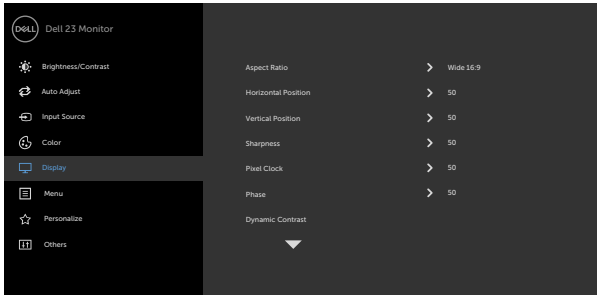 DELL
Dell 23 Monitor
Brightness/Contrast
Auto Adjust
Input Source
Color
Display
Menu
Personalize
Others
Aspect Ratio Wide 16:9
Horizontal Position 50
Vertical Position 50
Sharpness 50
Pixel Clock 50
Phase 50
Dynamic Contrast